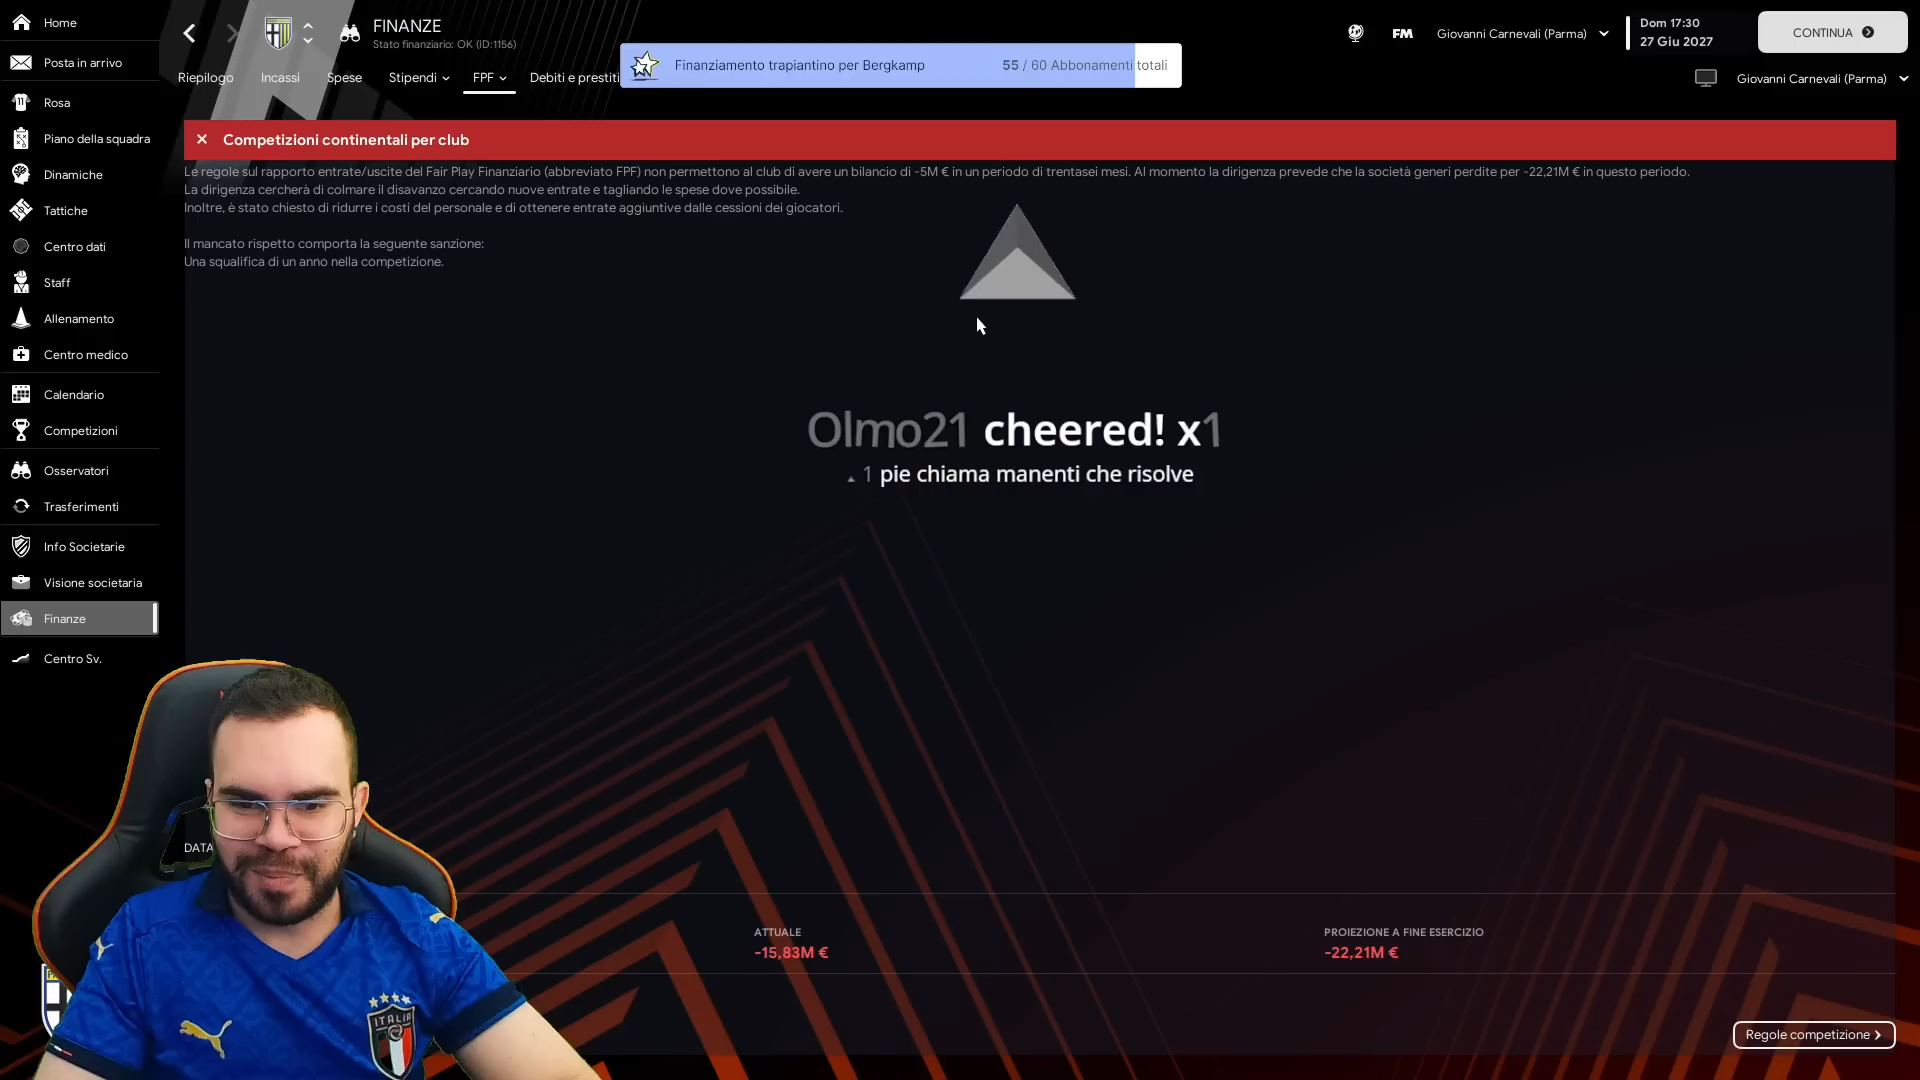 Home
Posta in arrivo
Rosa
Piano della squadra
Dinamiche
Tattiche
Centro dati
Staff
Allenamento
Centro medico
Calendario
Competizioni
Osservatori
Trasferimenti
Info Societarie
Visione societaria
Finanze
Centro Sv.
FINANZE
Stato finanziario: OK (ID:1156)
FM
Giovanni Carnevali (Parma)
Dom 17:30
27 Giu 2027
CONTINUA
Riepilogo Incassi Spese Stipendi FPF Debiti e prestiti
Finanziamento trapiantino per Bergkamp 55 / 60 Abbonamenti totali
Giovanni Carnevali (Parma)
Competizioni continentali per club
Le regole sul rapporto entrate/uscite del Fair Play Finanziario (abbreviato FPF) non permettono al club di avere un bilancio di -5M € in un periodo di trentasei mesi. Al momento la dirigenza prevede che la società generi perdite per -22,21M € in questo periodo.
La dirigenza cercherà di colmare il disavanzo cercando nuove entrate e tagliando le spese dove possibile.
Inoltre, è stato chiesto di ridurre i costi del personale e di ottenere entrate aggiuntive dalle cessioni dei giocatori.
Il mancato rispetto comporta la seguente sanzione:
Una squalifica di un anno nella competizione.
Olmo21 cheered! x1
1 pie chiama manenti che risolve
DATA
ATTUALE
-15,83M €
PROIEZIONE A FINE ESERCIZIO
-22,21M €
ITALIA
Regole competizione